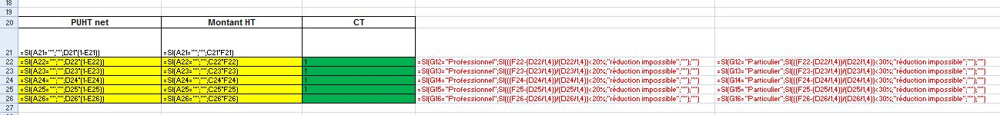 18
19
20 PUHT net Montant HT CT
21 =SI(A21="";"";D21*(1-E21)) =SI(A21="";"";C21*F21)
22 =SI(A22="";"";D22*(1-E22)) =SI(A22="";"";C22*F22) 1 =SI(G12="Professionnel";SI(((F22-(D22/1,4))/(D22/1,4))<20%;"réduction impossible";"");"") =SI(G12="Particulier";SI(((F22-(D22/1,4))/(D22/1,4))<30%;"réduction impossible";"");"")
23 =SI(A23="";"";D23*(1-E23)) =SI(A23="";"";C23*F23) 1 =SI(G13="Professionnel";SI(((F23-(D23/1,4))/(D23/1,4))<20%;"réduction impossible";"");"") =SI(G13="Particulier";SI(((F23-(D23/1,4))/(D23/1,4))<30%;"réduction impossible";"");"")
24 =SI(A24="";"";D24*(1-E24)) =SI(A24="";"";C24*F24) 1 =SI(G14="Professionnel";SI(((F24-(D24/1,4))/(D24/1,4))<20%;"réduction impossible";"");"") =SI(G14="Particulier";SI(((F24-(D24/1,4))/(D24/1,4))<30%;"réduction impossible";"");"")
25 =SI(A25="";"";D25*(1-E25)) =SI(A25="";"";C25*F25) 1 =SI(G15="Professionnel";SI(((F25-(D25/1,4))/(D25/1,4))<20%;"réduction impossible";"");"") =SI(G15="Particulier";SI(((F25-(D25/1,4))/(D25/1,4))<30%;"réduction impossible";"");"")
26 =SI(A26="";"";D26*(1-E26)) =SI(A26="";"";C26*F26) =SI(G16="Professionnel";SI(((F26-(D26/1,4))/(D26/1,4))<20%;"réduction impossible";"");"") =SI(G16="Particulier";SI(((F26-(D26/1,4))/(D26/1,4))<30%;"réduction impossible";"");"")
27